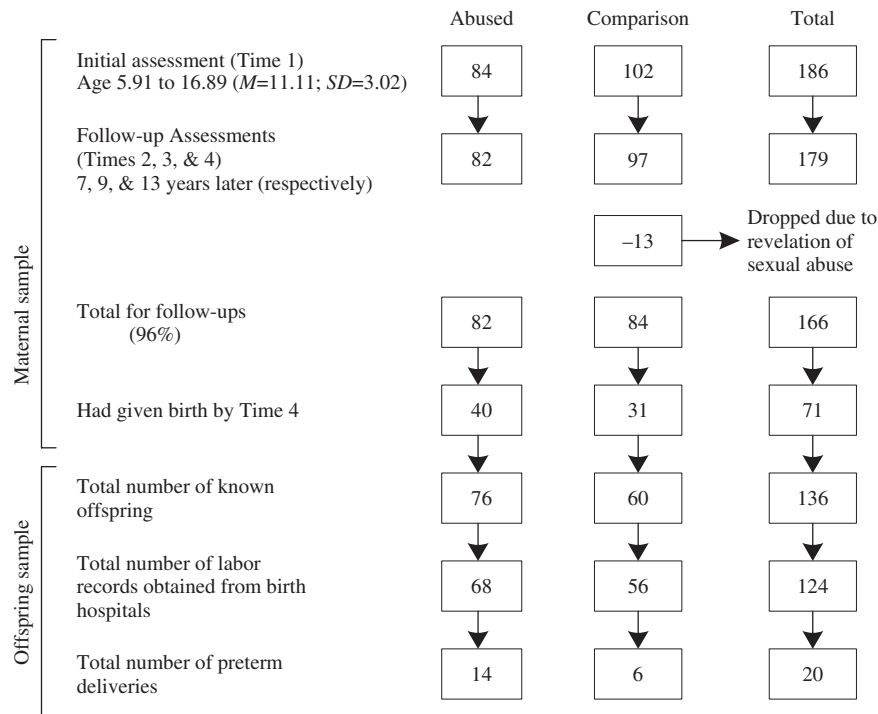 Abused Comparison Total
Initial assessment (Time 1)
Age 5.91 to 16.89 (M=11.11; SD=3.02)
84 102 186
Follow-up Assessments
(Times 2, 3, & 4)
7, 9, & 13 years later (respectively)
82 97 179
–13
Dropped due to
revelation of
sexual abuse
Total for follow-ups
(96%)
82 84 166
Had given birth by Time 4
40 31 71
Maternal sample
Total number of known
offspring
76 60 136
Total number of labor
records obtained from birth
hospitals
68 56 124
Total number of preterm
deliveries
14 6 20
Offspring sample